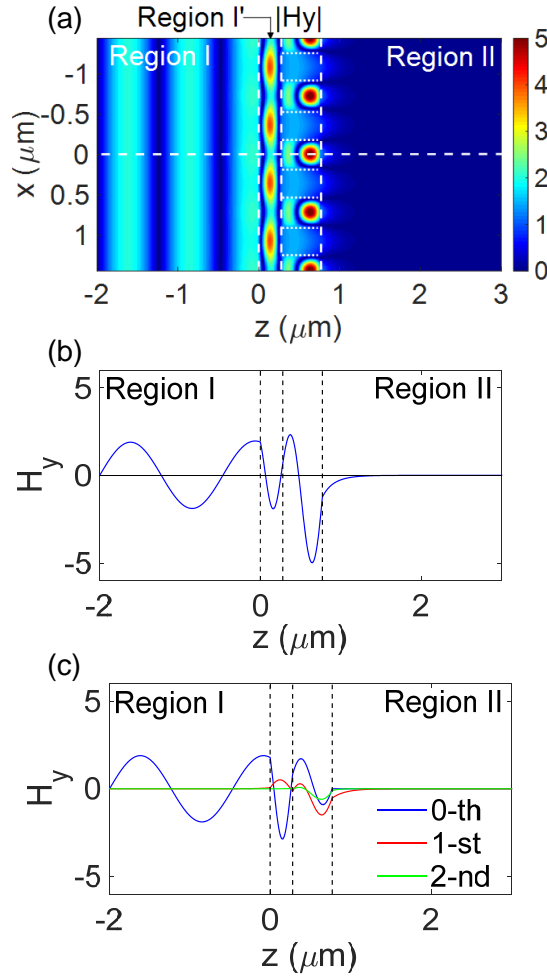 (a)
Region I' |Hy|
Region I
Region II
-1
-0.5
0
0.5
1
x (μm)
-2 -1 0 1 2 3
z (μm)
5
4
3
2
1
0
(b)
Region I
Region II
5
0
-5
H_y
-2 0 2
z (μm)
(c)
Region I
Region II
5
0
-5
H_y
0-th
1-st
2-nd
-2 0 2
z (μm)